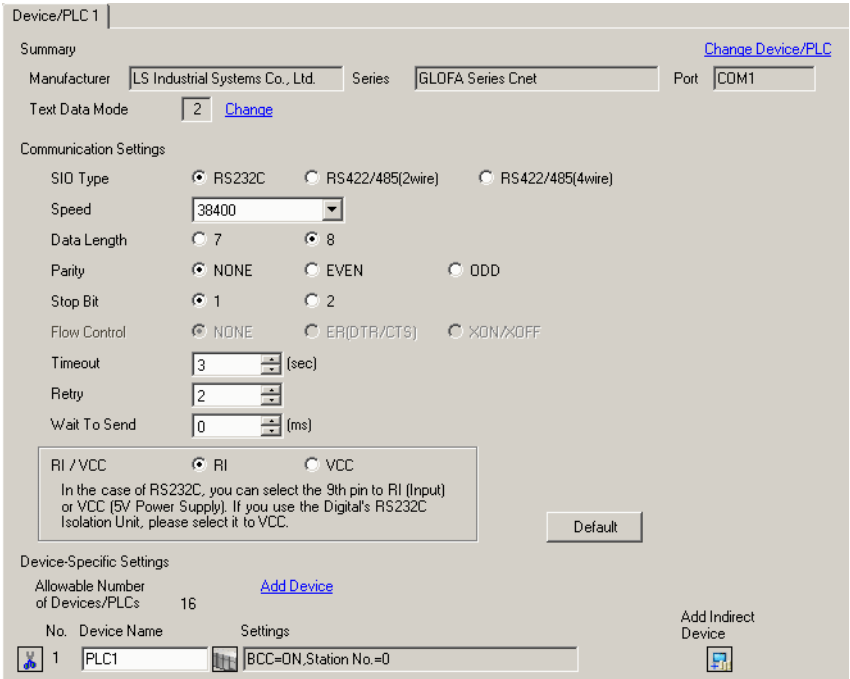 Device/PLC 1
Summary
Change Device/PLC
Manufacturer LS Industrial Systems Co., Ltd. Series GLOFA Series Cnet Port COM1
Text Data Mode 2 Change
Communication Settings
SIO Type RS232C RS422/485(2wire) RS422/485(4wire)
Speed 38400
Data Length 7 8
Parity NONE EVEN ODD
Stop Bit 1 2
Flow Control NONE ER(DTR/CTS) XON/XOFF
Timeout 3 (sec)
Retry 2
Wait To Send 0 (ms)
RI / VCC RI VCC
In the case of RS232C, you can select the 9th pin to RI (Input)
or VCC (5V Power Supply). If you use the Digital's RS232C
Isolation Unit, please select it to VCC.
Default
Device-Specific Settings
Allowable Number
of Devices/PLCs 16
Add Device
Add Indirect
Device
No. Device Name Settings
1 PLC1 BCC=ON,Station No.=0